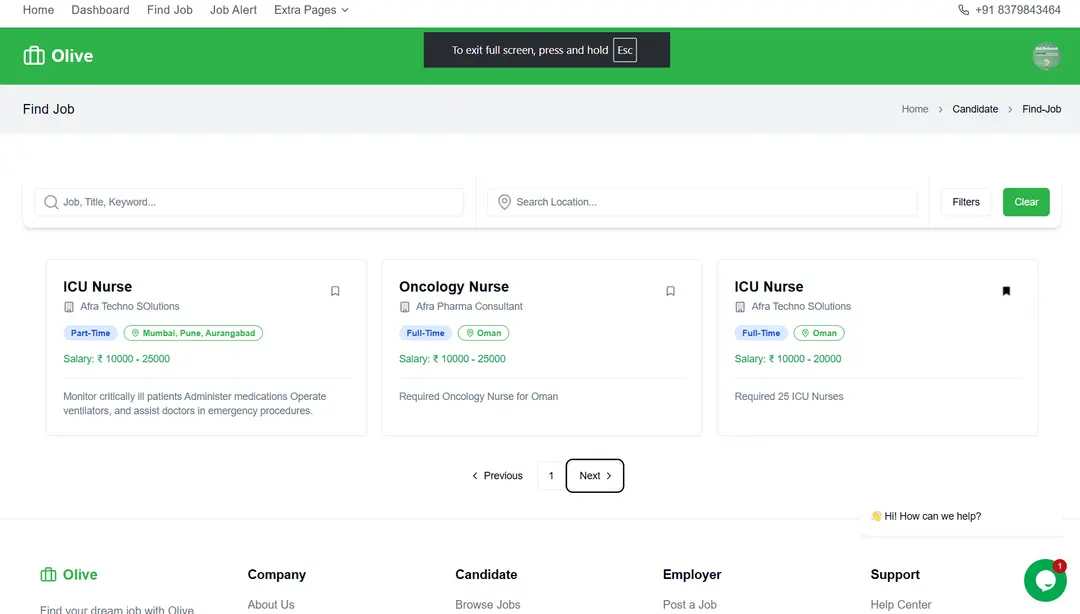 Home Dashboard Find Job Job Alert Extra Pages +91 8379843464
Olive
To exit full screen, press and hold Esc
Find Job
Home > Candidate > Find-Job
Job, Title, Keyword...
Search Location...
Filters
Clear
ICU Nurse
Afra Techno SOlutions
Part-Time Mumbai, Pune, Aurangabad
Salary: ₹ 10000 - 25000
Monitor critically ill patients Administer medications Operate
ventilators, and assist doctors in emergency procedures.
Oncology Nurse
Afra Pharma Consultant
Full-Time Oman
Salary: ₹ 10000 - 25000
Required Oncology Nurse for Oman
ICU Nurse
Afra Techno SOlutions
Full-Time Oman
Salary: ₹ 10000 - 20000
Required 25 ICU Nurses
Previous 1 Next
👋 Hi! How can we help?
1
Olive
Find your dream job with Olive
Company
About Us
Candidate
Browse Jobs
Employer
Post a Job
Support
Help Center